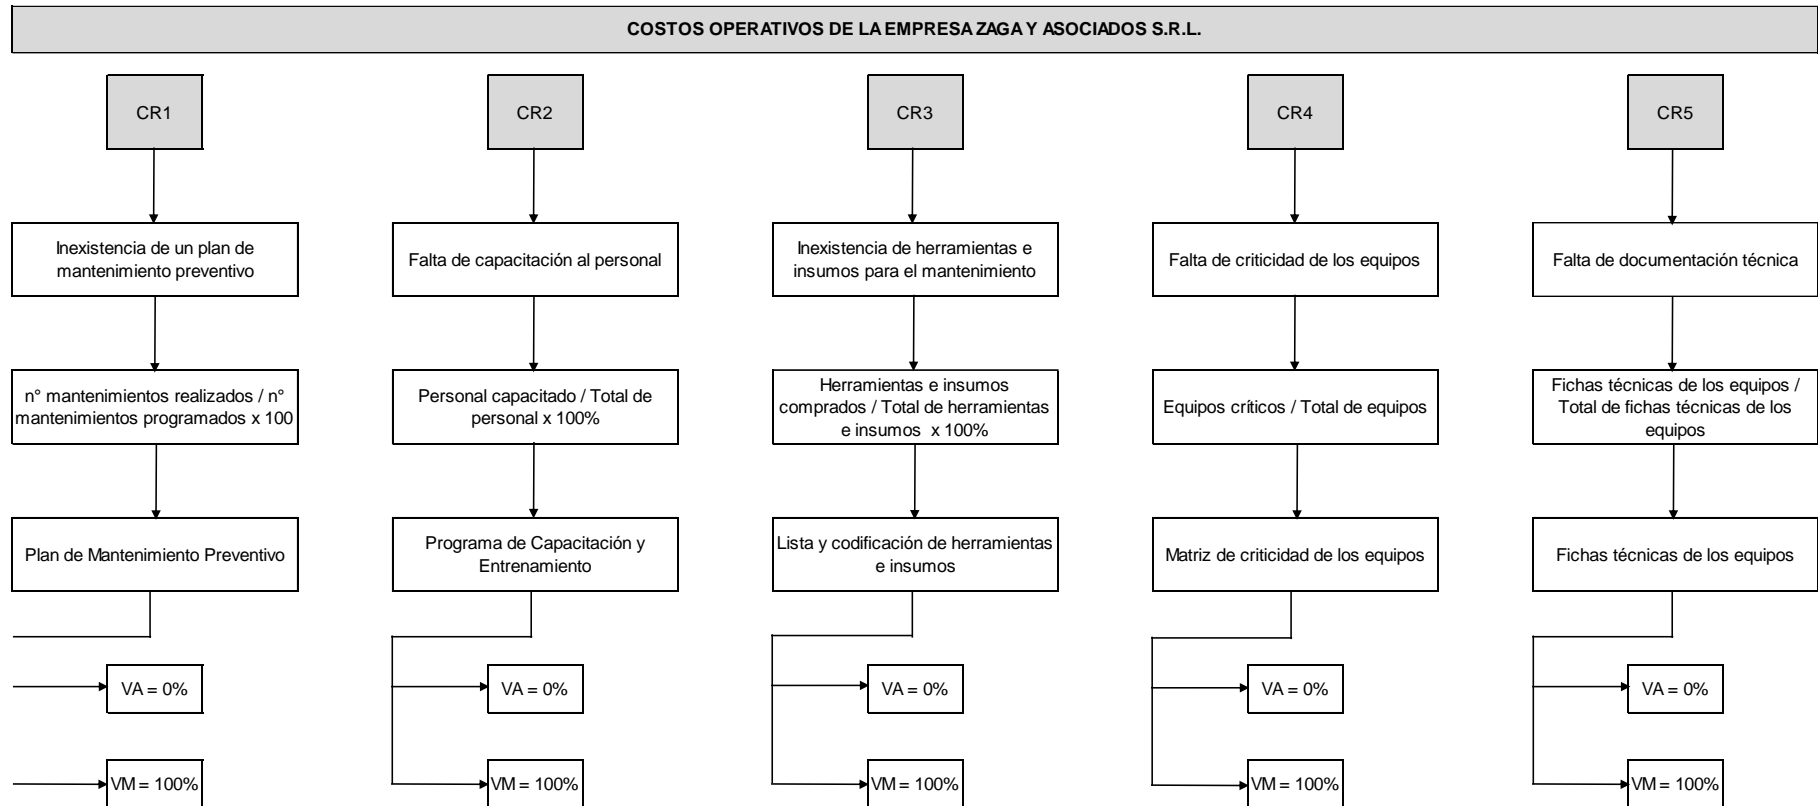 COSTOS OPERATIVOS DE LA EMPRESA ZAGA Y ASOCIADOS S.R.L.
CR1
CR2
CR3
CR4
CR5
Inexistencia de un plan de
mantenimiento preventivo
Falta de capacitación al personal
Inexistencia de herramientas e
insumos para el mantenimiento
Falta de criticidad de los equipos
Falta de documentación técnica
n° mantenimientos realizados / n°
mantenimientos programados x 100
Personal capacitado / Total de
personal x 100%
Herramientas e insumos
comprados / Total de herramientas
e insumos x 100%
Equipos críticos / Total de equipos
Fichas técnicas de los equipos /
Total de fichas técnicas de los
equipos
Plan de Mantenimiento Preventivo
Programa de Capacitación y
Entrenamiento
Lista y codificación de herramientas
e insumos
Matriz de criticidad de los equipos
Fichas técnicas de los equipos
VA = 0%
VA = 0%
VA = 0%
VA = 0%
VA = 0%
VM = 100%
VM = 100%
VM = 100%
VM = 100%
VM = 100%